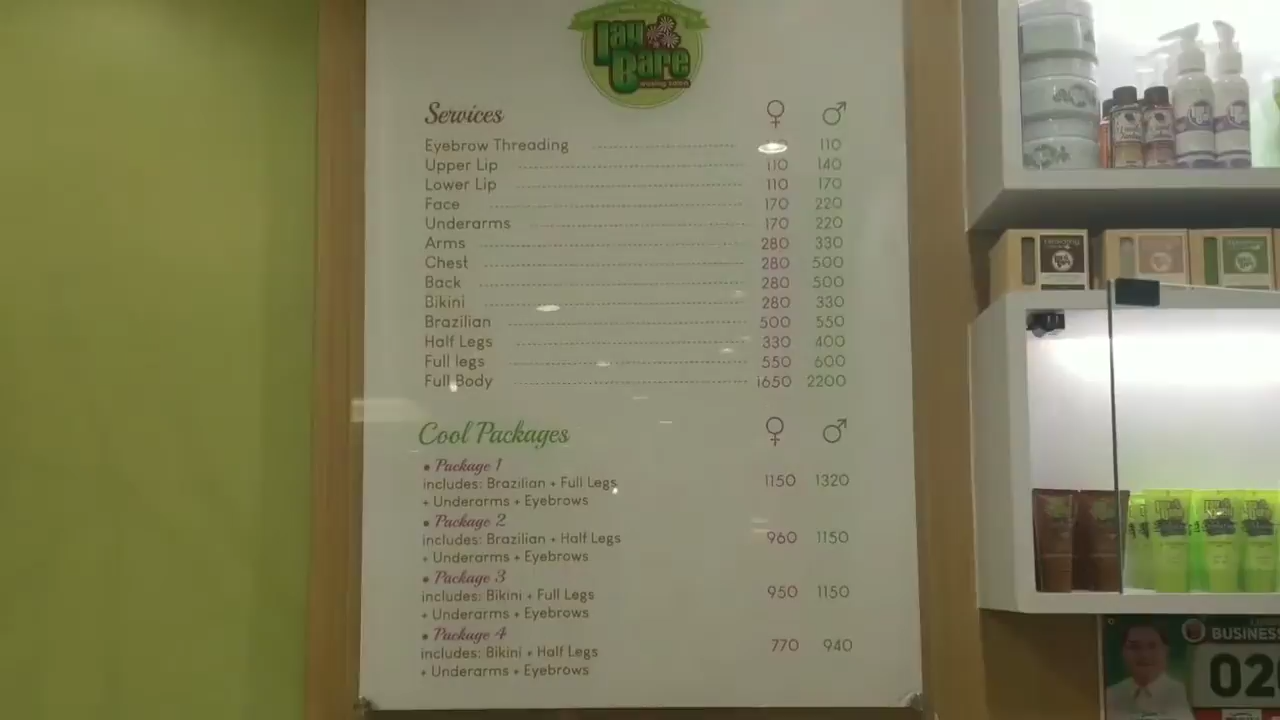 Lay
Bare
Services ♀ ♂
Eyebrow Threading 110
Upper Lip 110 140
Lower Lip 110 170
Face 170 220
Underarms 170 220
Arms 280 330
Chest 280 500
Back 280 500
Bikini 280 330
Brazilian 500 550
Half Legs 330 400
Full legs 550 600
Full Body 1650 2200
Cool Packages ♀ ♂
• Package 1
includes: Brazilian + Full Legs 1150 1320
+ Underarms + Eyebrows
• Package 2
includes: Brazilian + Half Legs 960 1150
+ Underarms + Eyebrows
• Package 3
includes: Bikini + Full Legs 950 1150
+ Underarms + Eyebrows
• Package 4
includes: Bikini + Half Legs 770 940
+ Underarms + Eyebrows
BUSINESS
020